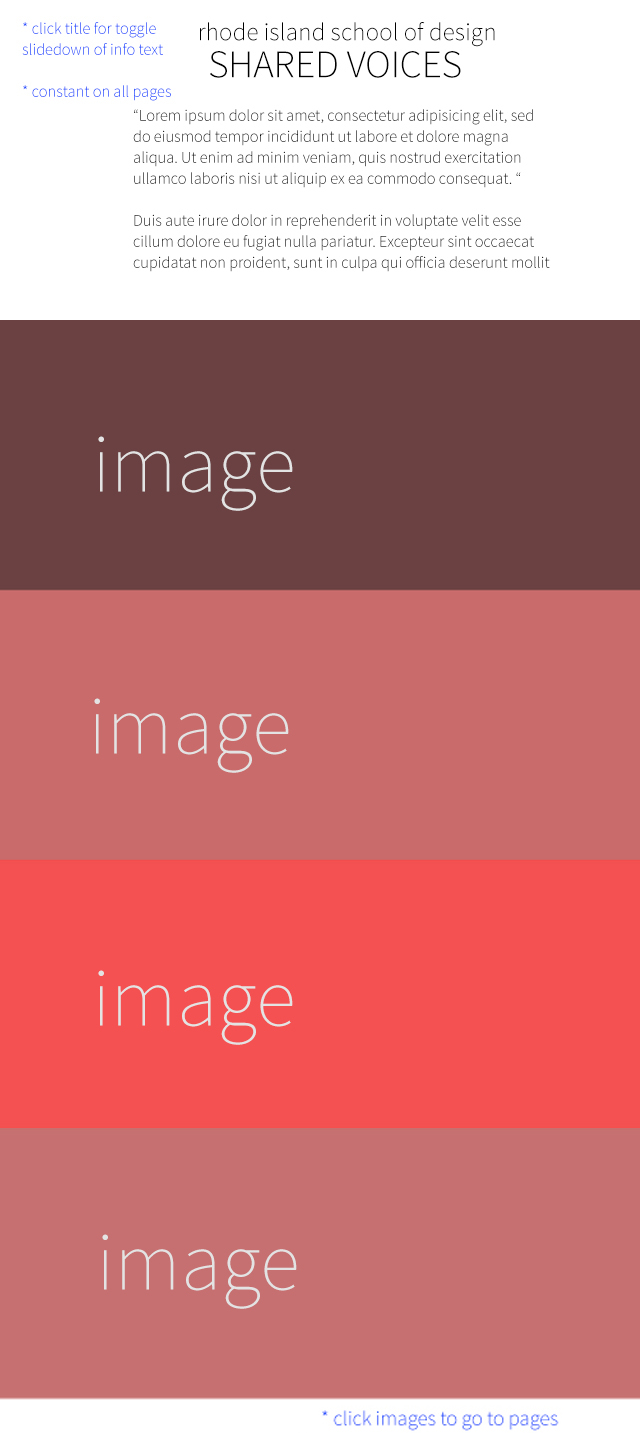 * click title for toggle
slidedown of info text
* constant on all pages
rhode island school of design
SHARED VOICES
“Lorem ipsum dolor sit amet, consectetur adipisicing elit, sed
do eiusmod tempor incididunt ut labore et dolore magna
aliqua. Ut enim ad minim veniam, quis nostrud exercitation
ullamco laboris nisi ut aliquip ex ea commodo consequat. “
Duis aute irure dolor in reprehenderit in voluptate velit esse
cillum dolore eu fugiat nulla pariatur. Excepteur sint occaecat
cupidatat non proident, sunt in culpa qui officia deserunt mollit
image
image
image
image
* click images to go to pages